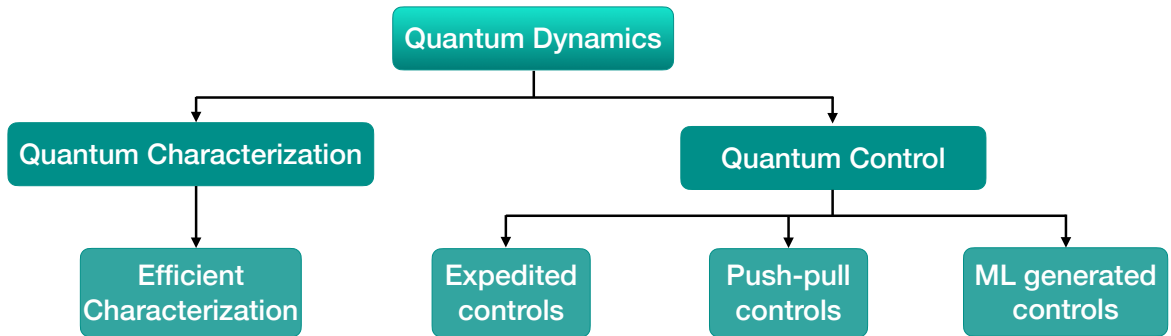 Quantum Dynamics
Quantum Characterization
Quantum Control
Efficient
Characterization
Expedited
controls
Push-pull
controls
ML generated
controls